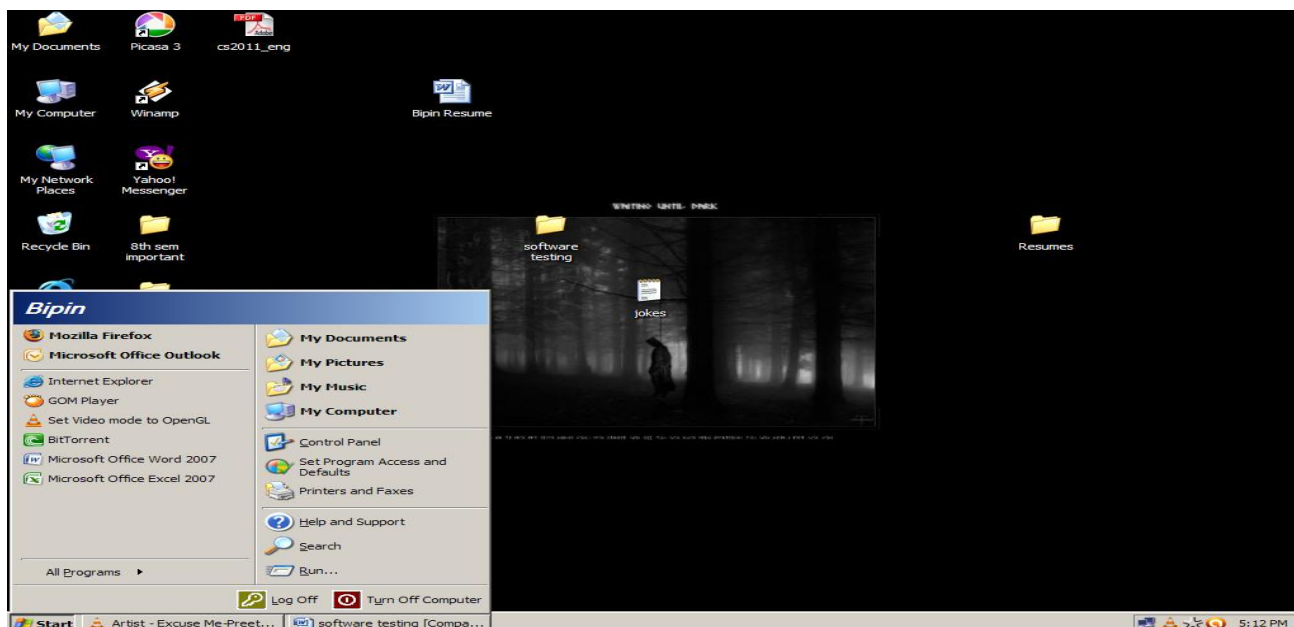 My Documents
Picasa 3
PDF
Adobe
cs2011_eng
My Computer
Winamp
Bipin Resume
My Network
Places
Yahoo!
Messenger
WAITING UNTIL DARK
Recycle Bin
8th sem
important
software
testing
Resumes
jokes
Bipin
Mozilla Firefox
Microsoft Office Outlook
Internet Explorer
GOM Player
Set Video mode to OpenGL
BitTorrent
Microsoft Office Word 2007
Microsoft Office Excel 2007
All Programs
My Documents
My Pictures
My Music
My Computer
Control Panel
Set Program Access and
Defaults
Printers and Faxes
Help and Support
Search
Run...
Log Off
Turn Off Computer
Start
Artist - Excuse Me-Preet...
software testing [Compa...
5:12 PM